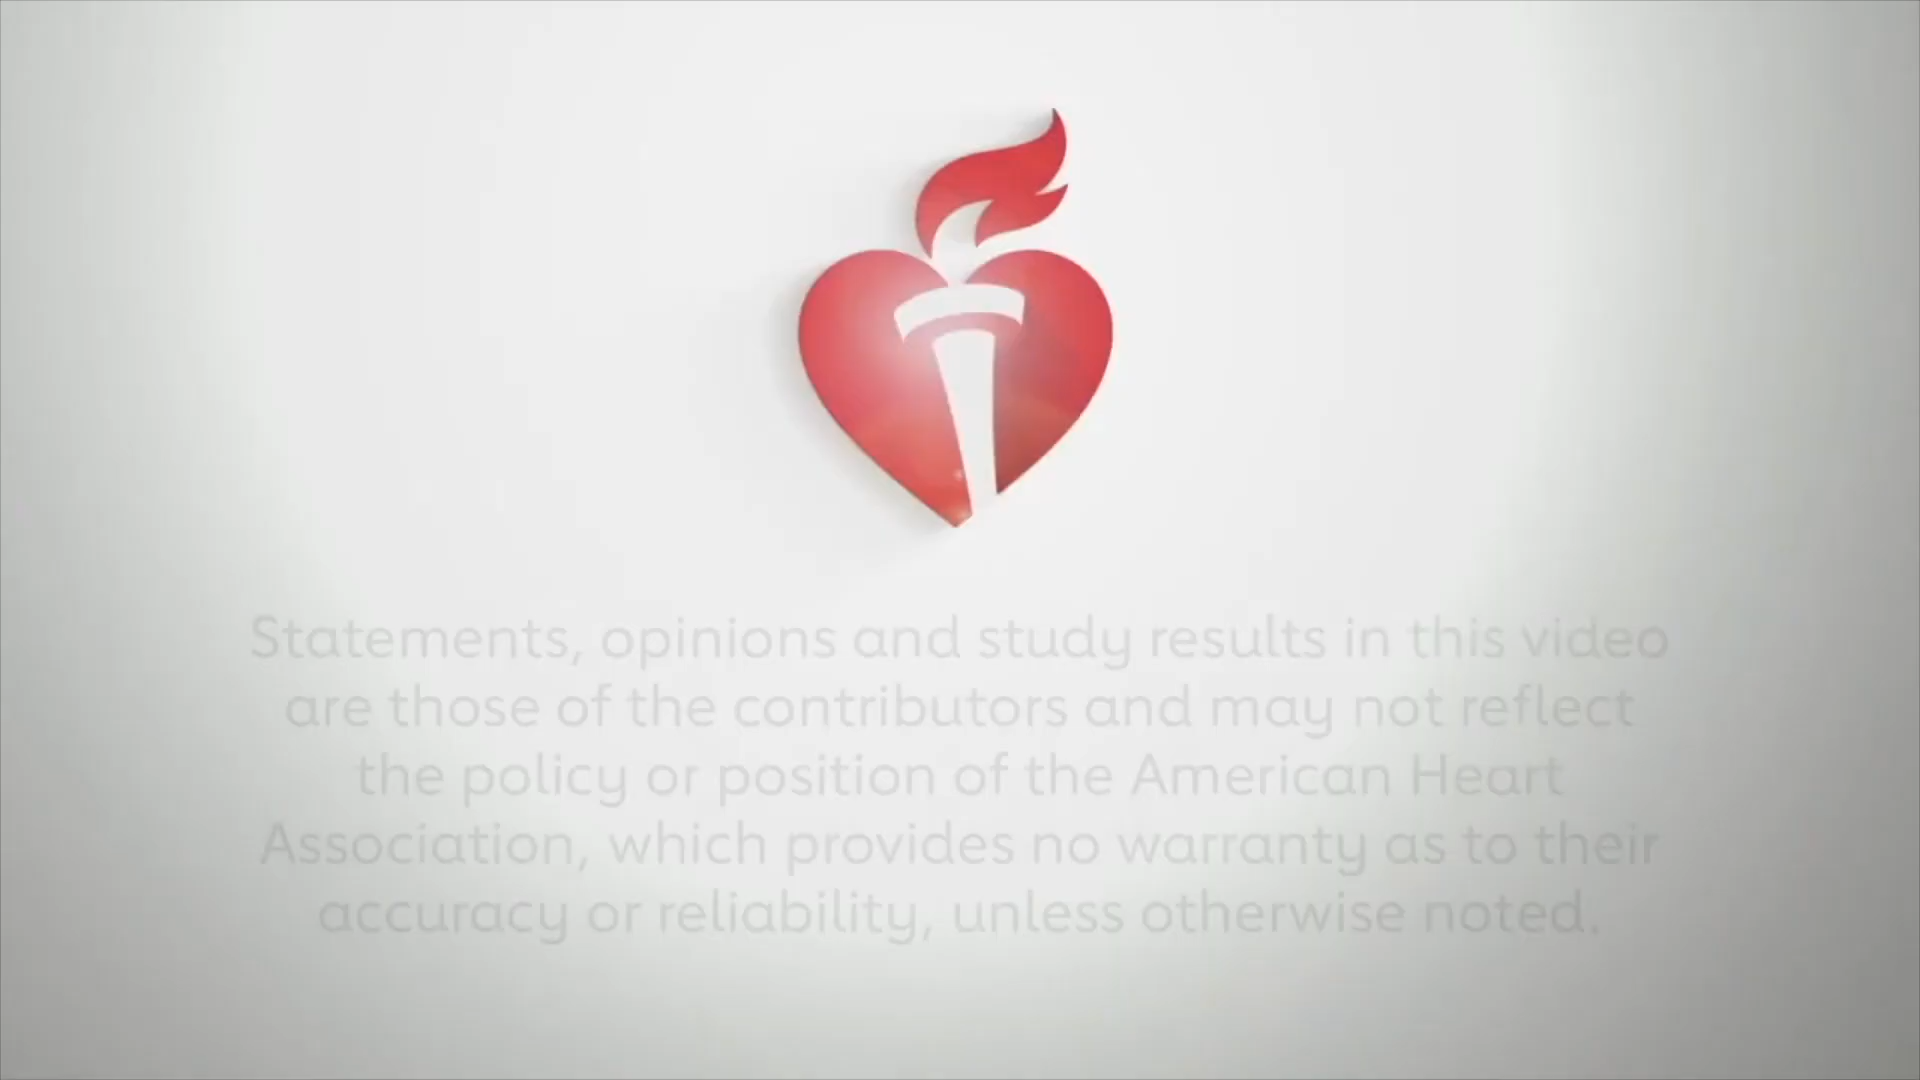 Statements, opinions and study results in this video
are those of the contributors and may not reflect
the policy or position of the American Heart
Association, which provides no warranty as to their
accuracy or reliability, unless otherwise noted.